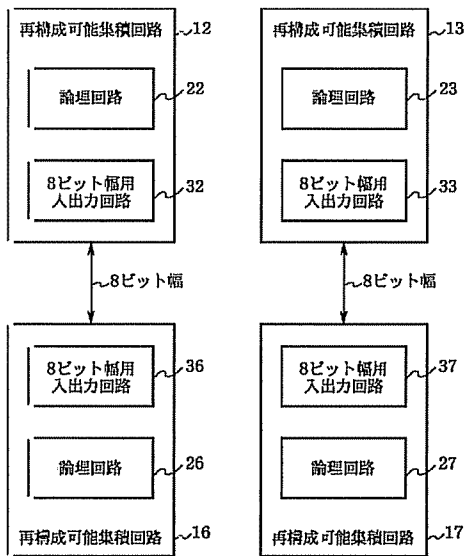 再構成可能集積回路 12
論理回路 22
8ビット幅用
入出力回路 32
8ビット幅
8ビット幅用
入出力回路 36
論理回路 26
再構成可能集積回路 16
再構成可能集積回路 13
論理回路 23
8ビット幅用
入出力回路 33
8ビット幅
8ビット幅用
入出力回路 37
論理回路 27
再構成可能集積回路 17